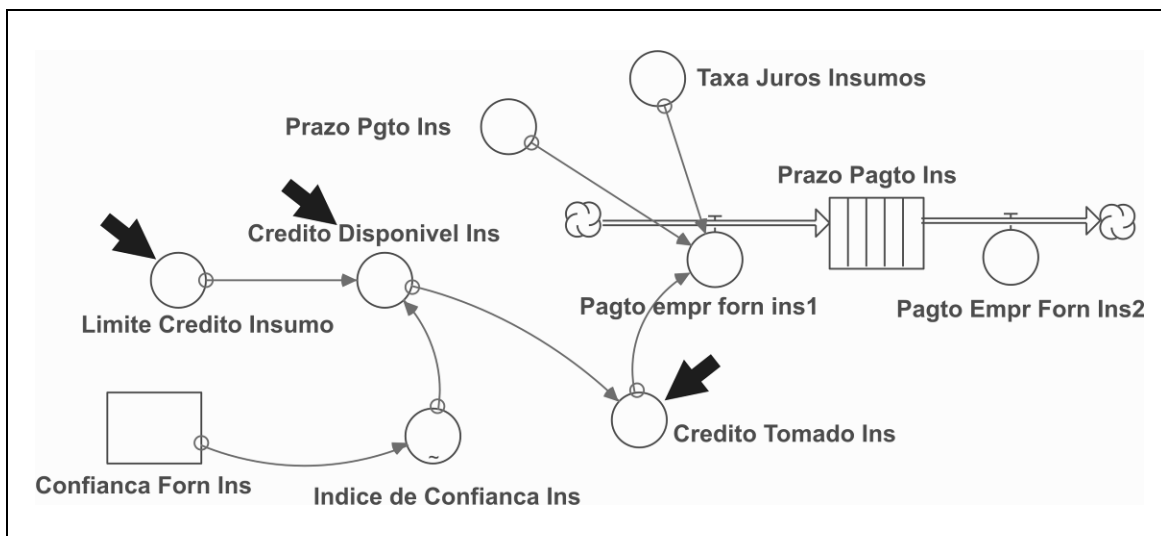 Taxa Juros Insumos
Prazo Pgto Ins
Prazo Pagto Ins
Credito Disponivel Ins
Pagto empr forn ins1
Pagto Empr Forn Ins2
Limite Credito Insumo
Credito Tomado Ins
~
Confianca Forn Ins
Indice de Confianca Ins